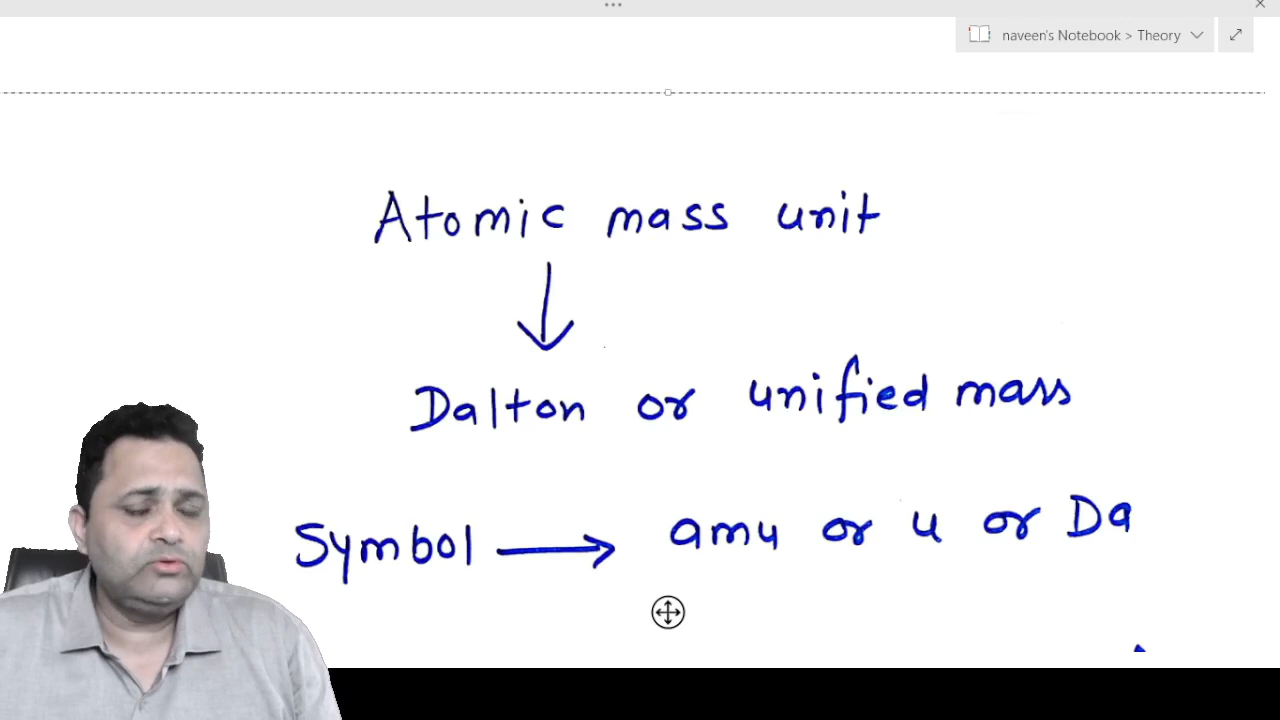 naveen's Notebook > Theory
Atomic mass unit
Dalton or unified mass
Symbol → amu or u or Da